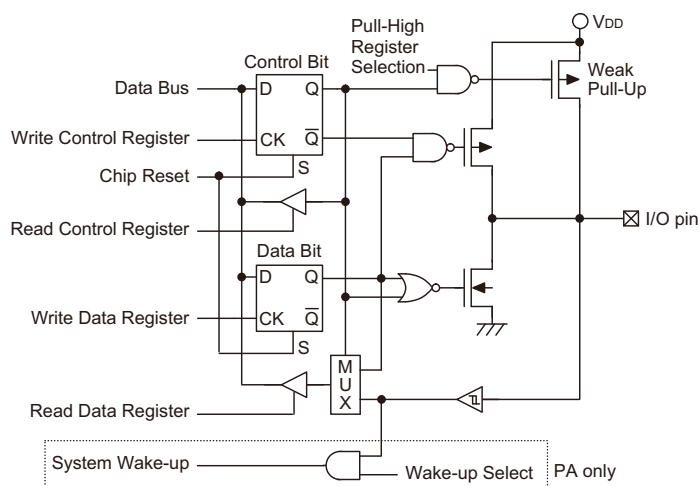 VDD
Pull-High
Register
Selection
Weak
Pull-Up
Control Bit
Data Bus
D
Q
Write Control Register
CK
Q
Chip Reset
S
I/O pin
Read Control Register
Data Bit
D
Q
Write Data Register
CK
Q
S
M
U
X
Read Data Register
System Wake-up
Wake-up Select
PA only